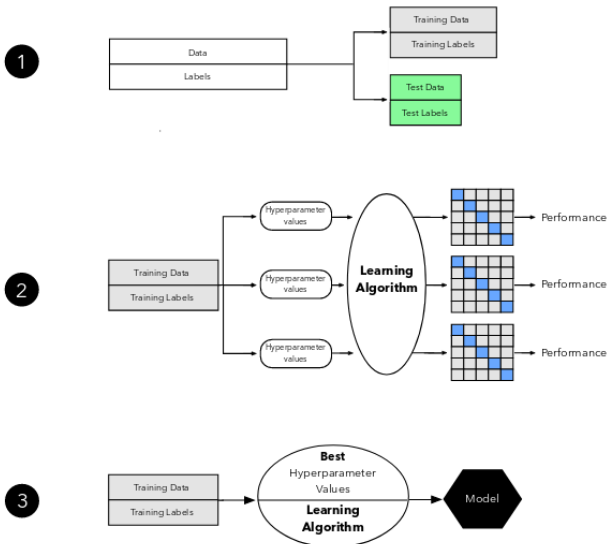 1
Data
Labels
Training Data
Training Labels
Test Data
Test Labels
2
Training Data
Training Labels
Hyperparameter
values
Hyperparameter
values
Hyperparameter
values
Learning
Algorithm
Performance
Performance
Performance
3
Training Data
Training Labels
Best
Hyperparameter
Values
Learning
Algorithm
Model